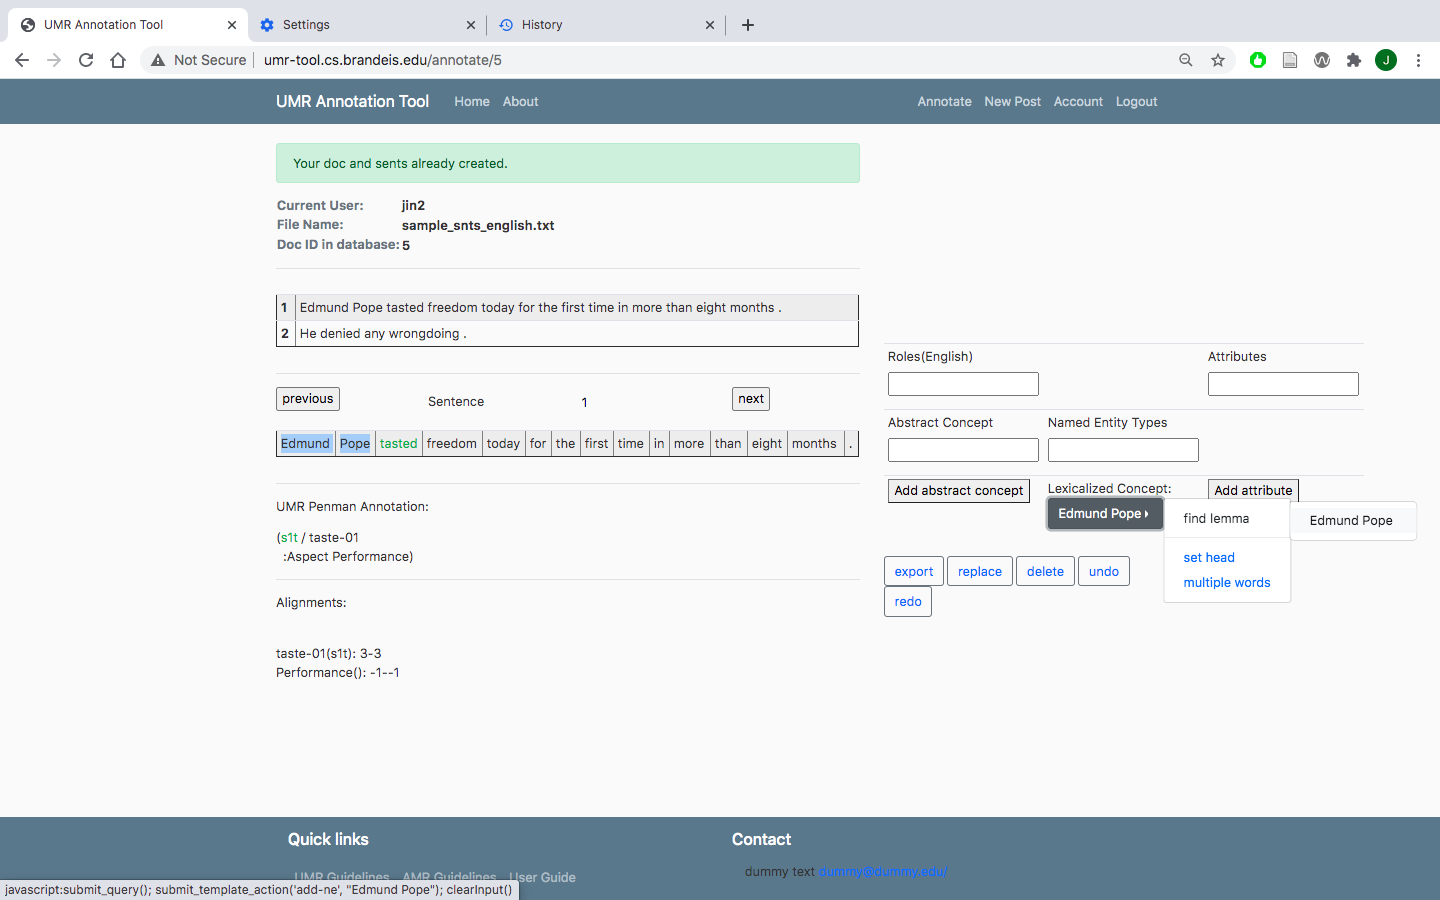 UMR Annotation Tool
Settings
History
Not Secure
umr-tool.cs.brandeis.edu/annotate/5
J
UMR Annotation Tool
Home
About
Annotate
New Post
Account
Logout
Your doc and sents already created.
Current User: jin2
File Name: sample_snts_english.txt
Doc ID in database: 5
1 Edmund Pope tasted freedom today for the first time in more than eight months .
2 He denied any wrongdoing .
previous
Sentence
1
next
Edmund Pope tasted freedom today for the first time in more than eight months .
UMR Penman Annotation:
(s1t / taste-01
:Aspect Performance)
Alignments:
taste-01(s1t): 3-3
Performance(): -1--1
Roles(English)
Attributes
Abstract Concept
Named Entity Types
Add abstract concept
Lexicalized Concept:
Add attribute
Edmund Pope
find lemma
Edmund Pope
set head
multiple words
export
replace
delete
undo
redo
Quick links
Contact
UMR Guidelines
AMR Guidelines
User Guide
dummy text dummy@dummy.edu/
javascript:submit_query(); submit_template_action('add-ne', "Edmund Pope"); clearInput()